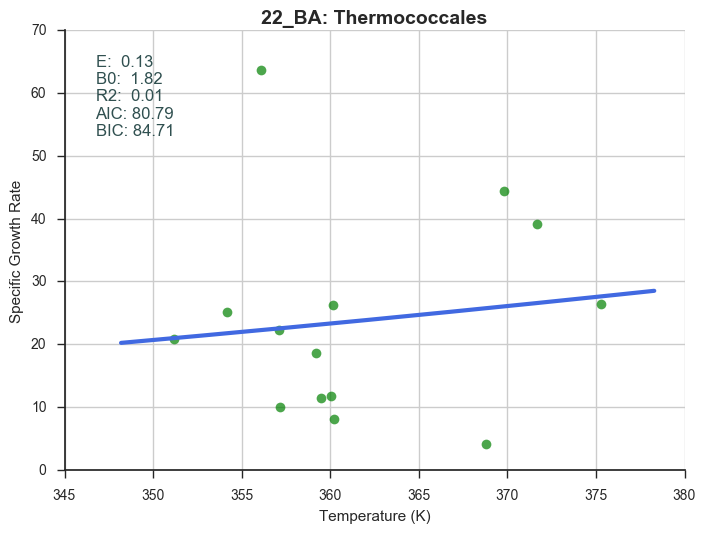 22_BA: Thermococcales
E:  0.13
B0:  1.82
R2:  0.01
AIC: 80.79
BIC: 84.71
Specific Growth Rate
70
60
50
40
30
20
10
0
345 350 355 360 365 370 375 380
Temperature (K)